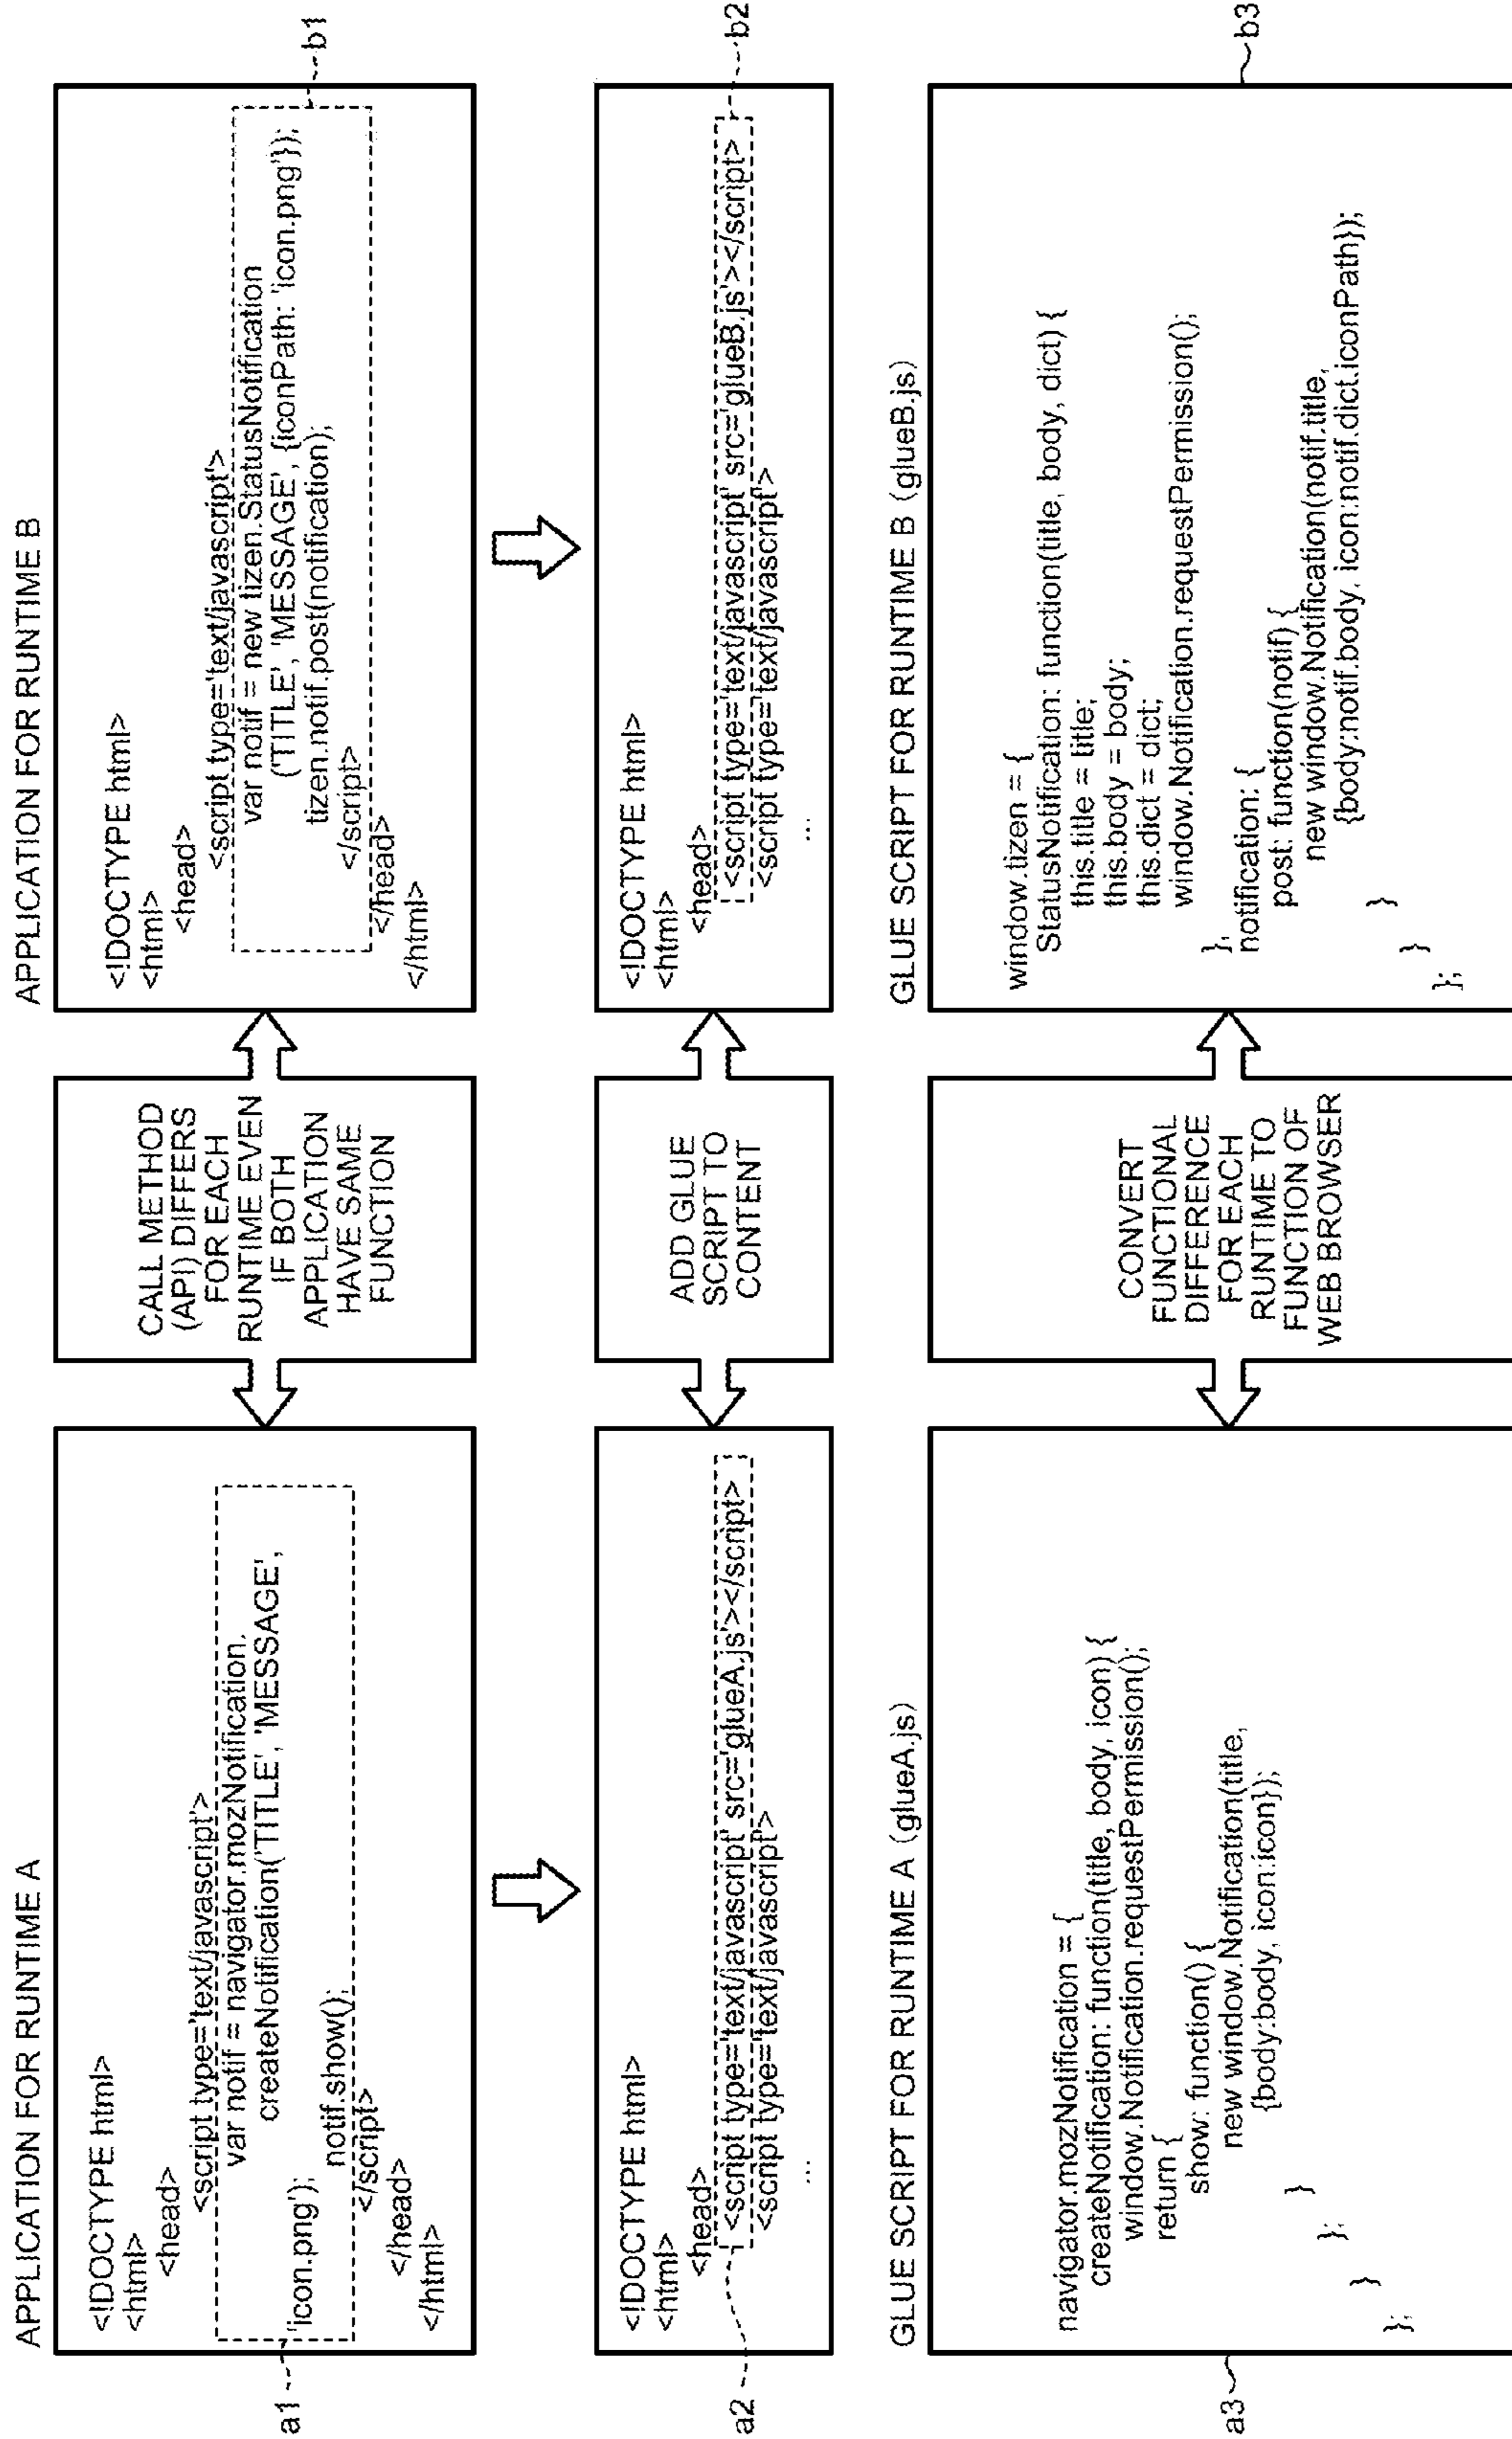 APPLICATION FOR RUNTIME A
<!DOCTYPE html>
<html>
<head>
<script type='text/javascript'>
var notif = navigator.mozNotification.
createNotification('TITLE', 'MESSAGE',
'icon.png');
notif.show();
</script>
</head>
</html>
a1
CALL METHOD
(API) DIFFERS
FOR EACH
RUNTIME EVEN
IF BOTH
APPLICATION
HAVE SAME
FUNCTION
APPLICATION FOR RUNTIME B
<!DOCTYPE html>
<html>
<head>
<script type='text/javascript'>
var notif = new tizen.StatusNotification
('TITLE', 'MESSAGE', {iconPath: 'icon.png'});
tizen.notif.post(notification);
</script>
</head>
</html>
b1
<!DOCTYPE html>
<html>
<head>
<script type='text/javascript' src='glueA.js'></script>
<script type='text/javascript'>
...
a2
ADD GLUE
SCRIPT TO
CONTENT
<!DOCTYPE html>
<html>
<head>
<script type='text/javascript' src='glueB.js'></script>
<script type='text/javascript'>
...
b2
GLUE SCRIPT FOR RUNTIME A (glueA.js)
navigator.mozNotification = {
createNotification: function(title, body, icon) {
window.Notification.requestPermission();
return {
show: function() {
new window.Notification(title,
{body:body, icon:icon});
}
};
}
};
a3
CONVERT
FUNCTIONAL
DIFFERENCE
FOR EACH
RUNTIME TO
FUNCTION OF
WEB BROWSER
GLUE SCRIPT FOR RUNTIME B (glueB.js)
window.tizen = {
StatusNotification: function(title, body, dict) {
this.title = title;
this.body = body;
this.dict = dict;
window.Notification.requestPermission();
},
notification: {
post: function(notif) {
new window.Notification(notif.title,
{body:notif.body, icon:notif.dict.iconPath});
}
}
};
b3